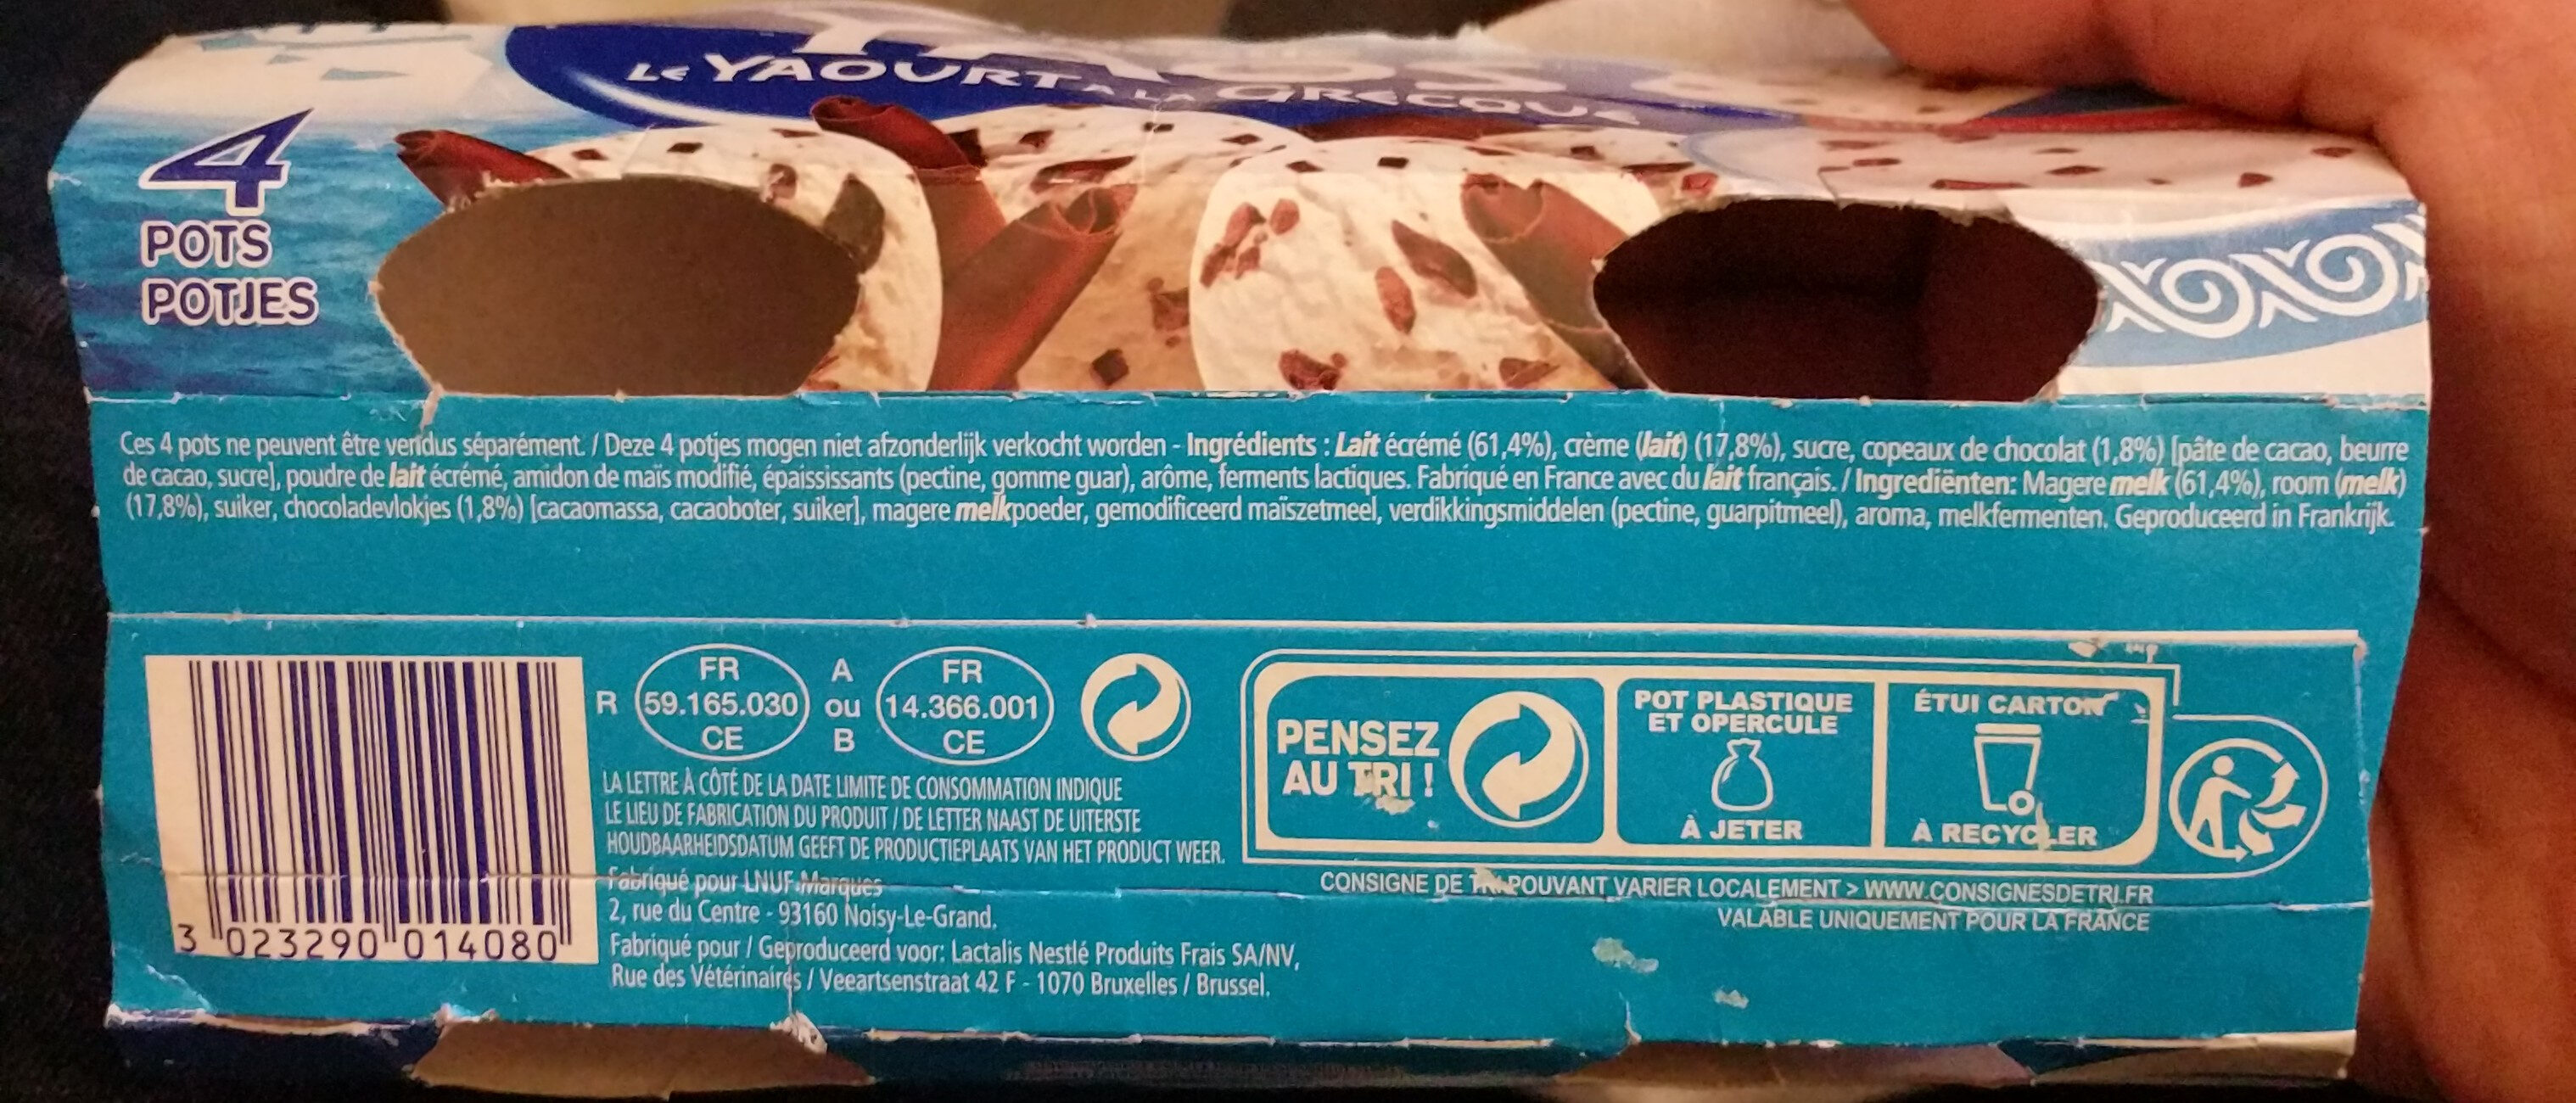 LE YAOURT À LA GRECQUE
4
POTS
POTJES
Ces 4 pots ne peuvent être vendus séparément. / Deze 4 potjes mogen niet afzonderlijk verkocht worden - Ingrédients : Lait écrémé (61,4%), crème (lait) (17,8%), sucre, copeaux de chocolat (1,8%) [pâte de cacao, beurre
de cacao, sucre], poudre de lait écrémé, amidon de maïs modifié, épaississants (pectine, gomme guar), arôme, ferments lactiques. Fabriqué en France avec du lait français. / Ingrediënten: Magere melk (61,4%), room (melk)
(17,8%), suiker, chocoladevlokjes (1,8%) [cacaomassa, cacaoboter, suiker], magere melkpoeder, gemodificeerd maïszetmeel, verdikkingsmiddelen (pectine, guarpitmeel), aroma, melkfermenten. Geproduceerd in Frankrijk.
FR A FR
R 59.165.030 ou 14.366.001
CE B CE
LA LETTRE À CÔTÉ DE LA DATE LIMITE DE CONSOMMATION INDIQUE
LE LIEU DE FABRICATION DU PRODUIT / DE LETTER NAAST DE UITERSTE
HOUDBAARHEIDSDATUM GEEFT DE PRODUCTIEPLAATS VAN HET PRODUCT WEER.
Fabriqué pour LNUF Marques
2, rue du Centre - 93160 Noisy-Le-Grand.
Fabriqué pour / Geproduceerd voor: Lactalis Nestlé Produits Frais SA/NV,
Rue des Vétérinaires / Veeartsenstraat 42 F - 1070 Bruxelles / Brussel.
3 023290 014080
PENSEZ
AU TRI !
POT PLASTIQUE
ET OPERCULE
À JETER
ÉTUI CARTON
À RECYCLER
CONSIGNE DE TRI POUVANT VARIER LOCALEMENT > WWW.CONSIGNESDETRI.FR
VALABLE UNIQUEMENT POUR LA FRANCE